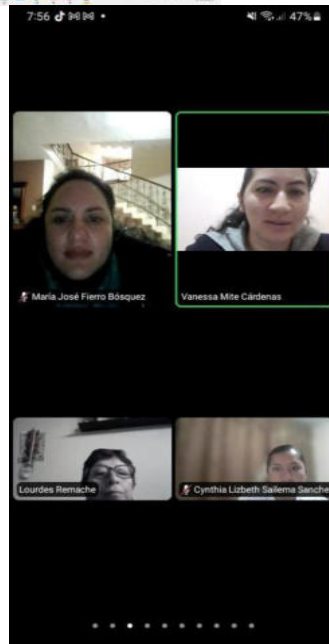 7:56
47%
María José Fierro Bósquez
Vanessa Mite Cárdenas
Lourdes Remache
Cynthia Lizbeth Sailema Sanche